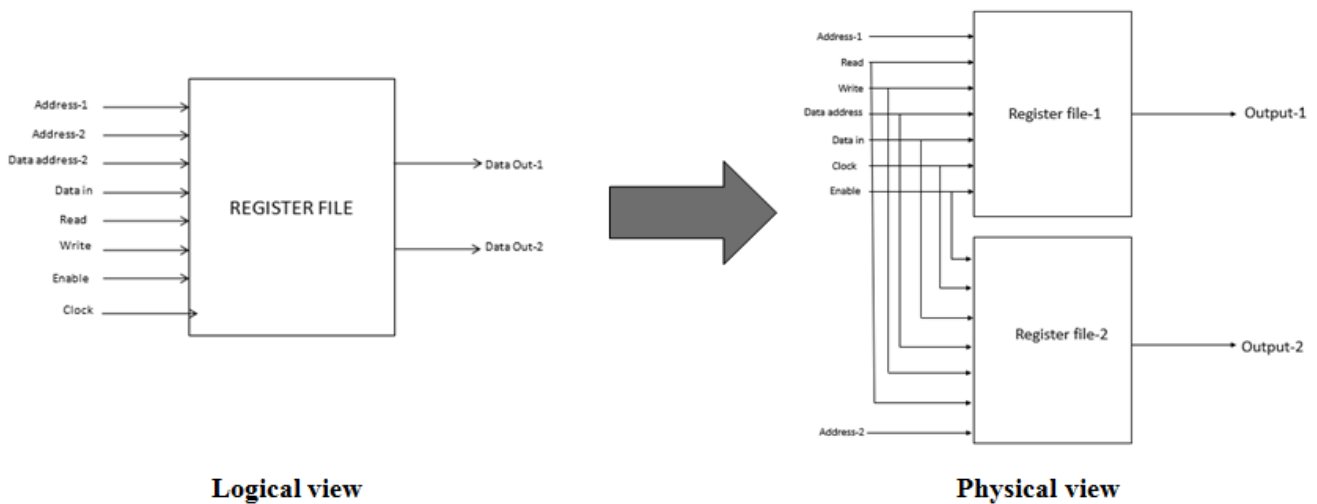 Address-1
Address-2
Data address-2
Data in
Read
Write
Enable
Clock
REGISTER FILE
Data Out-1
Data Out-2
Logical view
Address-1
Read
Write
Data address
Data in
Clock
Enable
Register file-1
Output-1
Register file-2
Output-2
Address-2
Physical view